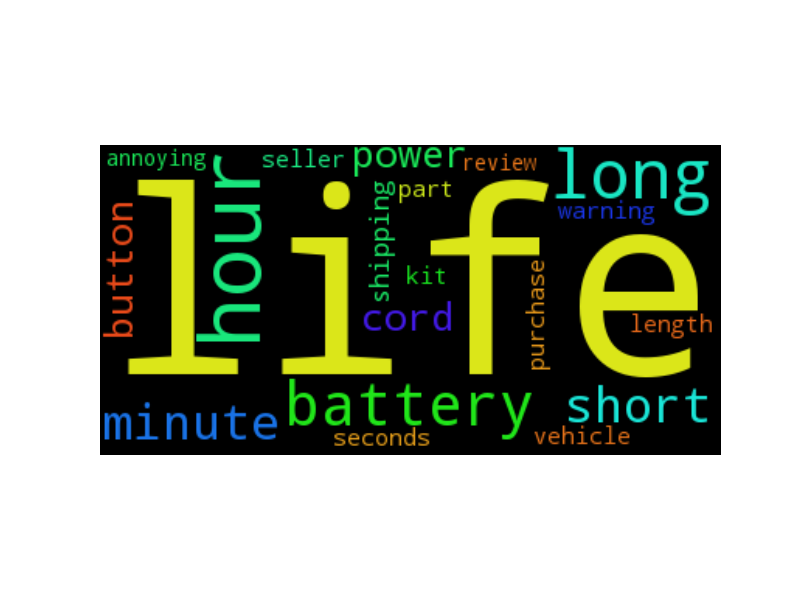 annoying
seller
power
review
long
hour
life
shipping
part
warning
button
kit
cord
purchase
length
battery
short
minute
seconds
vehicle